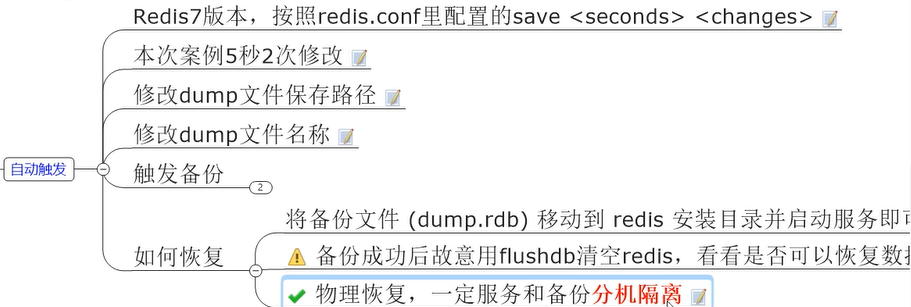 Redis7版本，按照redis.conf里配置的save <seconds> <changes>
本次案例5秒2次修改
修改dump文件保存路径
修改dump文件名称
自动触发
触发备份
2
将备份文件 (dump.rdb) 移动到 redis 安装目录并启动服务即
如何恢复
备份成功后故意用flushdb清空redis，看看是否可以恢复数
物理恢复，一定服务和备份分机隔离